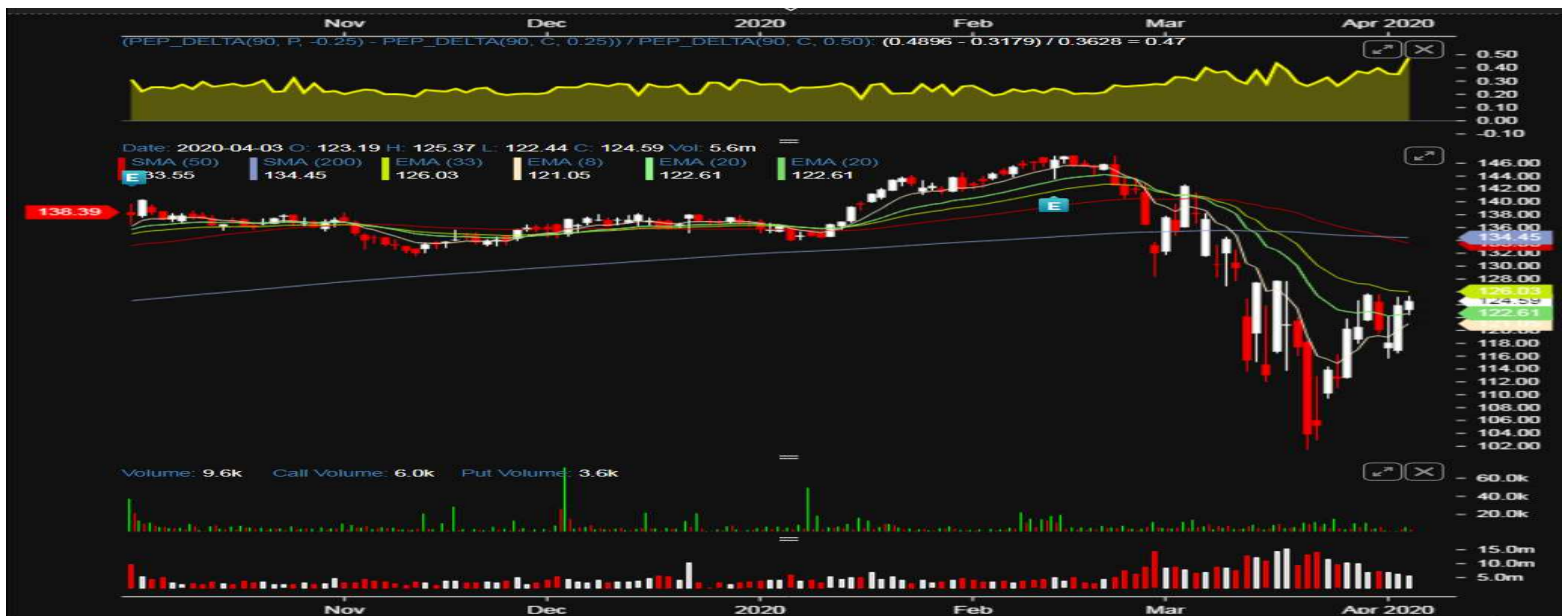 Nov Dec 2020 Feb Mar Apr 2020
(PEP_DELTA(90, P, -0.25) - PEP_DELTA(90, C, 0.25)) / PEP_DELTA(90, C, 0.50): (0.4896 - 0.3179) / 0.3628 = 0.47
0.50
0.40
0.30
0.20
0.10
0.00
-0.10
Date: 2020-04-03 O: 123.19 H: 125.37 L: 122.44 C: 124.59 Vol: 5.6m
SMA (50) SMA (200) EMA (33) EMA (8) EMA (20) EMA (20)
33.55 134.45 126.03 121.05 122.61 122.61
E
E
138.39
146.00
144.00
142.00
140.00
138.00
136.00
134.45
132.00
130.00
128.00
126.03
124.59
122.61
118.00
116.00
114.00
112.00
110.00
108.00
106.00
104.00
102.00
Volume: 9.6k Call Volume: 6.0k Put Volume: 3.6k
60.0k
40.0k
20.0k
15.0m
10.0m
5.0m
Nov Dec 2020 Feb Mar Apr 2020